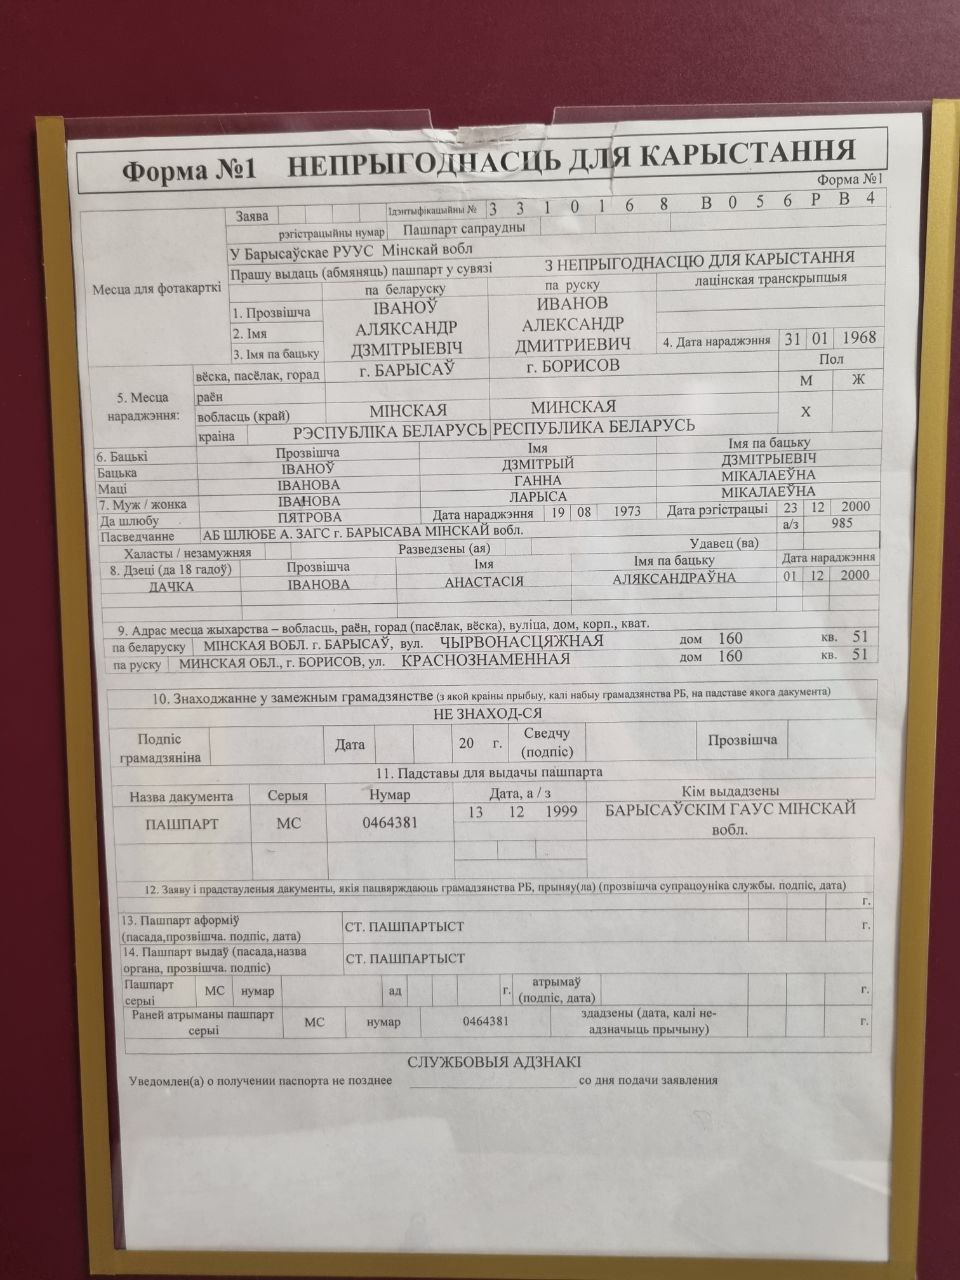 Форма №1 НЕПРЫГОДНАСЦЬ ДЛЯ КАРЫСТАННЯ
Форма №1
Месца для фотакарткі
Заява Ідэнтыфікацыйны № 3 3 1 0 1 6 8 В 0 5 6 Р В 4
рэгістрацыйны нумар Пашпарт сапраудны
У Барысаўскае РУУС Мінскай вобл
Прашу выдаць (абмяняць) пашпарт у сувязі З НЕПРЫГОДНАСЦЮ ДЛЯ КАРЫСТАННЯ
па беларуску па руску лацінская транскрыпцыя
1. Прозвішча ІВАНОЎ ИВАНОВ
2. Імя АЛЯКСАНДР АЛЕКСАНДР
3. Імя па бацьку ДЗМІТРЫЕВІЧ ДМИТРИЕВИЧ 4. Дата нараджэння 31 01 1968
5. Месца нараджэння: вёска, пасёлак, горад г. БАРЫСАЎ г. БОРИСОВ Пол
раён М Ж
вобласць (край) МІНСКАЯ МИНСКАЯ Х
краіна РЭСПУБЛІКА БЕЛАРУСЬ РЕСПУБЛИКА БЕЛАРУСЬ
6. Бацькі Прозвішча Імя Імя па бацьку
Бацька ІВАНОЎ ДЗМІТРЫЙ ДЗМІТРЫЕВІЧ
Маці ІВАНОВА ГАННА МІКАЛАЕЎНА
7. Муж / жонка ІВАНОВА ЛАРЫСА МІКАЛАЕЎНА
Да шлюбу ПЯТРОВА Дата нараджэння 19 08 1973 Дата рэгістрацыі 23 12 2000
Пасведчанне АБ ШЛЮБЕ А. ЗАГС г. БАРЫСАВА МІНСКАЙ вобл. а/з 985
Халасты / незамужняя Разведзены (ая) Удавец (ва)
8. Дзеці (да 18 гадоў) Прозвішча Імя Імя па бацьку Дата нараджэння
ДАЧКА ІВАНОВА АНАСТАСІЯ АЛЯКСАНДРАЎНА 01 12 2000
9. Адрас месца жыхарства – вобласць, раён, горад (пасёлак, вёска), вуліца, дом, корп., кват.
па беларуску МІНСКАЯ ВОБЛ. г. БАРЫСАЎ, вул. ЧЫРВОНАСЦЯЖНАЯ дом 160 кв. 51
па руску МИНСКАЯ ОБЛ., г. БОРИСОВ, ул. КРАСНОЗНАМЕННАЯ дом 160 кв. 51
10. Знаходжанне у замежным грамадзянстве (з якой краіны прыбыу, калі набыу грамадзянства РБ, на падставе якога дакумента)
НЕ ЗНАХОД-СЯ
Подпіс грамадзяніна Дата 20 г. Сведчу (подпіс) Прозвішча
11. Падставы для выдачы пашпарта
Назва дакумента Серыя Нумар Дата, а / з Кім выдадзены
ПАШПАРТ МС 0464381 13 12 1999 БАРЫСАЎСКІМ ГАУС МІНСКАЙ вобл.
12. Заяву і прадстауленыя дакументы, якія пацвярждаюць грамадзянства РБ, прыняу(ла) (прозвішча супрацоуніка службы. подпіс, дата)
г.
13. Пашпарт аформіў (пасада,прозвішча. подпіс, дата) СТ. ПАШПАРТЫСТ г.
14. Пашпарт выдаў (пасада,назва органа, прозвішча. подпіс) СТ. ПАШПАРТЫСТ
Пашпарт серыі МС нумар ад г. атрымаў (подпіс, дата) г.
Раней атрыманы пашпарт серыі МС нумар 0464381 здадзены (дата, калі не-адзначыць прычыну) г.
СЛУЖБОВЫЯ АДЗНАКІ
Уведомлен(а) о получении паспорта не позднее ____________________ со дня подачи заявления